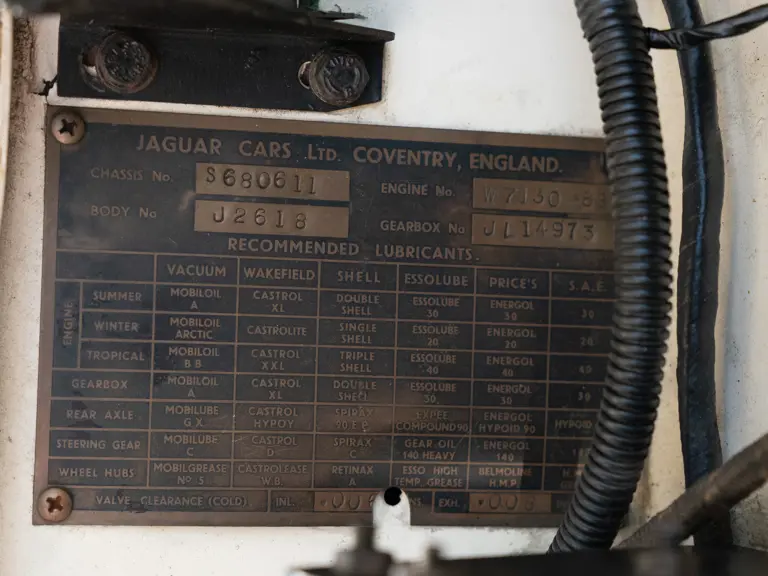 JAGUAR CARS LTD. COVENTRY, ENGLAND.
CHASSIS No. S680611 ENGINE No.
BODY No J2618 GEARBOX No JL14973
RECOMMENDED LUBRICANTS.
VACUUM WAKEFIELD SHELL ESSOLUBE PRICE'S S.A.E.
ENGINE
SUMMER MOBILOIL A CASTROL XL DOUBLE SHELL ESSOLUBE 30 ENERGOL 30 30
WINTER MOBILOIL ARCTIC CASTROLITE SINGLE SHELL ESSOLUBE 20 ENERGOL 20 20
TROPICAL MOBILOIL BB CASTROL XXL TRIPLE SHELL ESSOLUBE 40 ENERGOL 40 40
GEARBOX MOBILOIL A CASTROL XL DOUBLE SHELL ESSOLUBE 30 ENERGOL 30 30
REAR AXLE MOBILUBE GX CASTROL HYPOY SPIRAX 90 E.P. EXPEE COMPOUND 90 ENERGOL HYPOID 90 HYPOID
STEERING GEAR MOBILUBE C CASTROL D SPIRAX C GEAR OIL 140 HEAVY ENERGOL 140
WHEEL HUBS MOBILGREASE No 5 CASTROLEASE W.B. RETINAX A ESSO HIGH TEMP. GREASE BELMOLINE H.M.P.
VALVE CLEARANCE (COLD). INL. EXH.